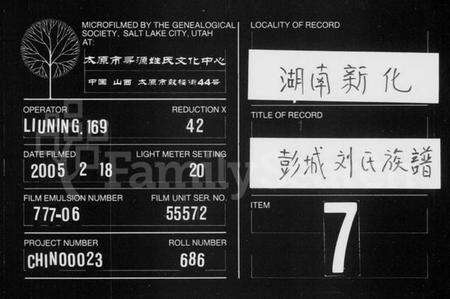 MICROFILMED BY THE GENEALOGICAL
SOCIETY, SALT LAKE CITY, UTAH
AT:
太原市寻源姓氏文化中心
中国 山西 太原市鼓楼街44号
OPERATOR REDUCTION X
LIUNING, 169 42
DATE FILMED LIGHT METER SETTING
2005 2-18 20
FILM EMULSION NUMBER FILM UNIT SER. NO.
777-06 55572
PROJECT NUMBER ROLL NUMBER
CHIN00023 686
LOCALITY OF RECORD
湖南新化
TITLE OF RECORD
彭城刘氏族譜
ITEM
7
FamilySearch